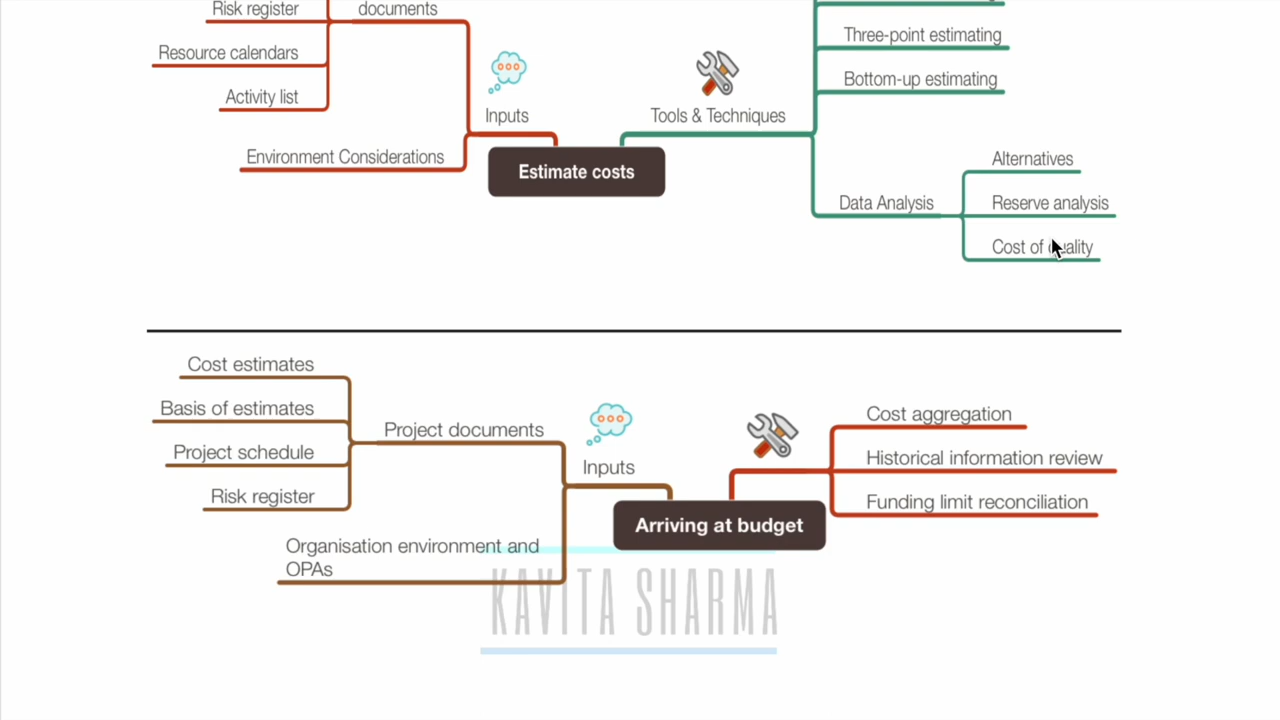 Risk register
documents
Resource calendars
Activity list
Environment Considerations
Inputs
Estimate costs
Tools & Techniques
Three-point estimating
Bottom-up estimating
Data Analysis
Alternatives
Reserve analysis
Cost of quality
Cost estimates
Basis of estimates
Project schedule
Risk register
Project documents
Organisation environment and
OPAs
Inputs
Arriving at budget
Cost aggregation
Historical information review
Funding limit reconciliation
KAVITA SHARMA